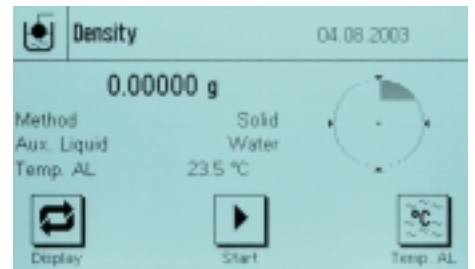 Density 04.08.2003
0.00000 g
Method Solid
Aux. Liquid Water
Temp. AL 23.5 °C
°C
Display Start Temp. AL